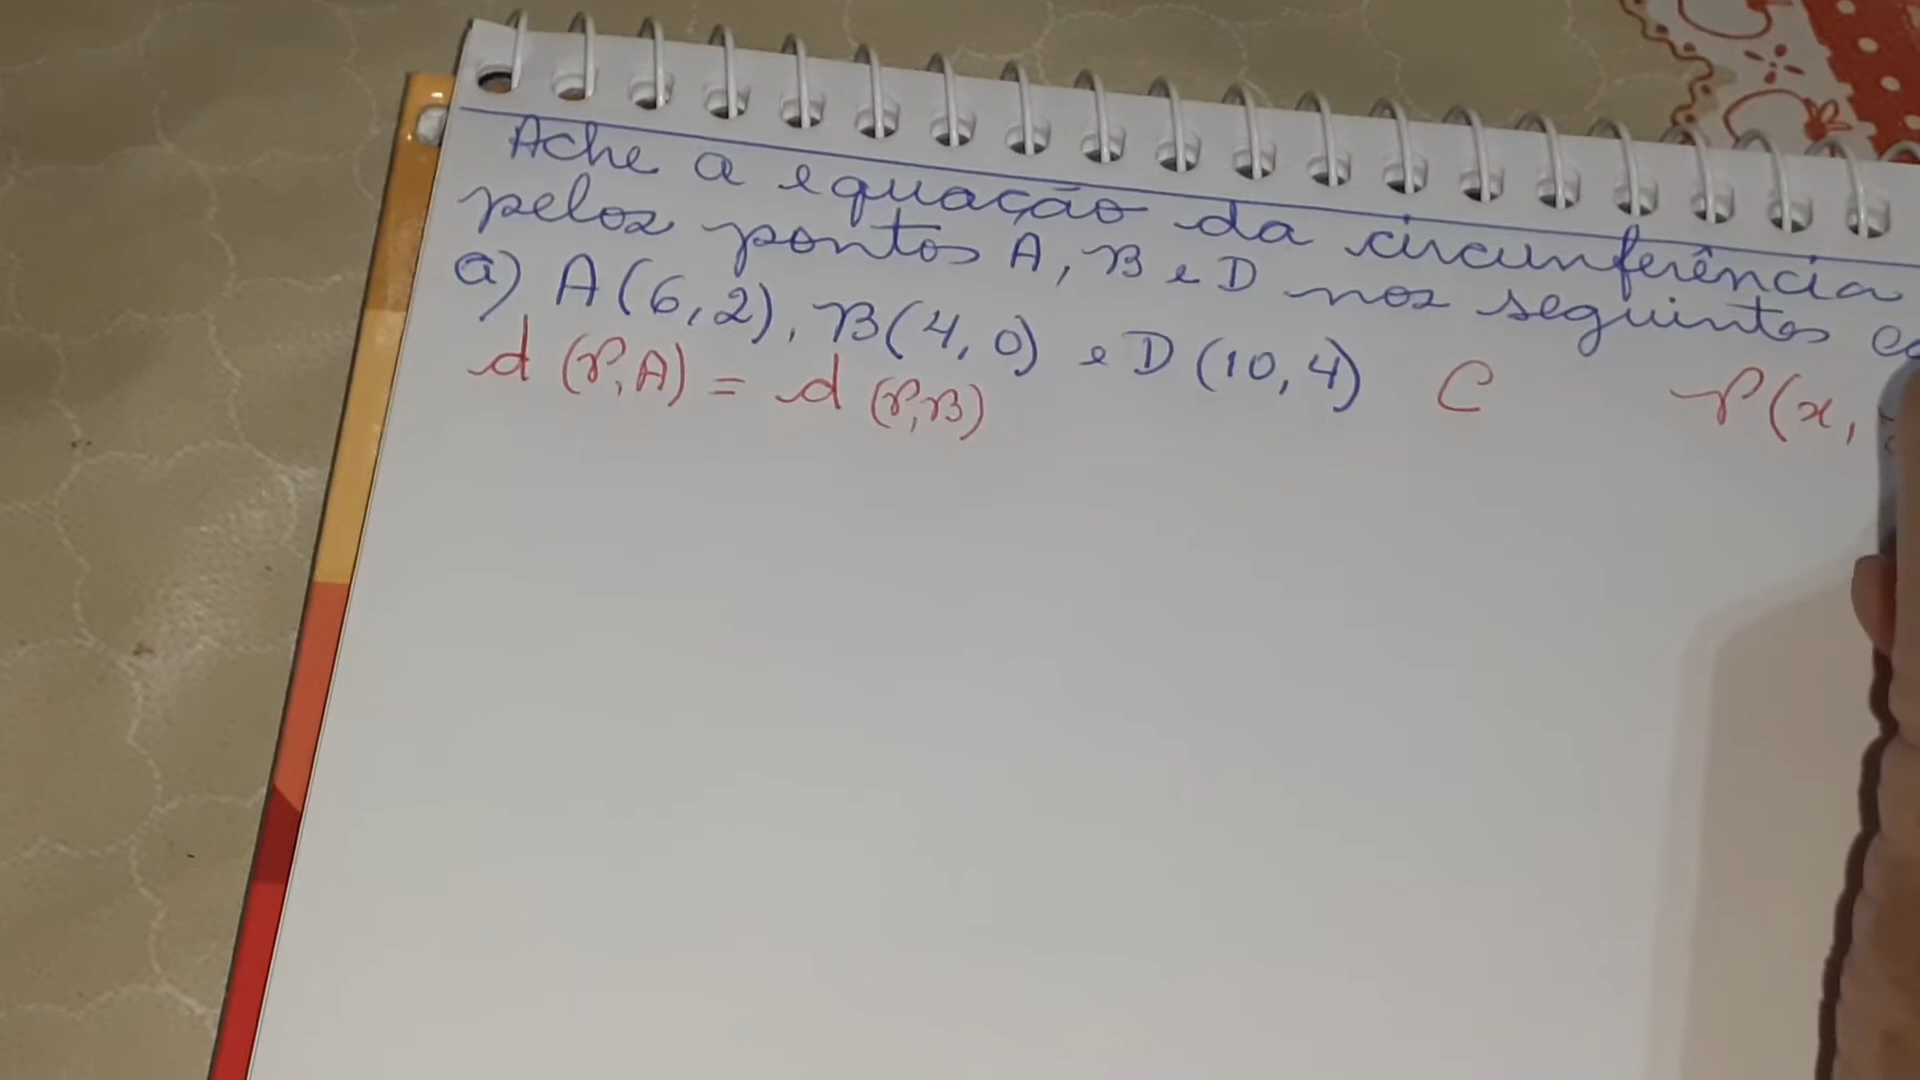 Ache a equação da circunferência
pelos pontos A, B e D nos seguintes
a) A(6,2), B(4,0) e D(10,4) C P(x,
d(P,A) = d(P,B)